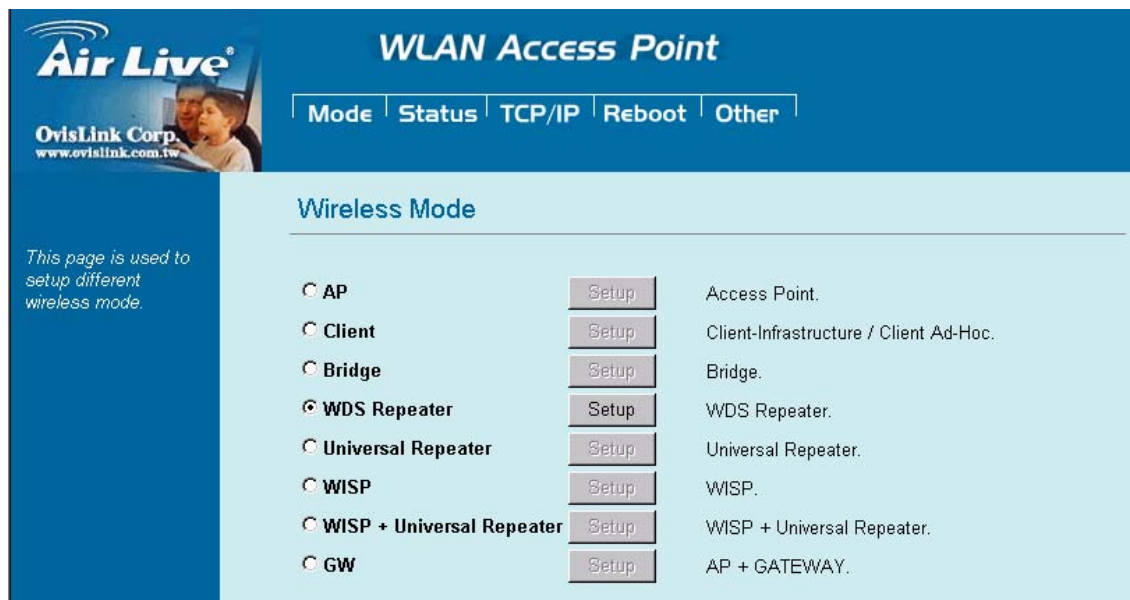 Air Live®
OvisLink Corp.
www.ovislink.com.tw
WLAN Access Point
Mode Status TCP/IP Reboot Other
This page is used to
setup different
wireless mode.
Wireless Mode
AP Setup Access Point.
Client Setup Client-Infrastructure / Client Ad-Hoc.
Bridge Setup Bridge.
WDS Repeater Setup WDS Repeater.
Universal Repeater Setup Universal Repeater.
WISP Setup WISP.
WISP + Universal Repeater Setup WISP + Universal Repeater.
GW Setup AP + GATEWAY.